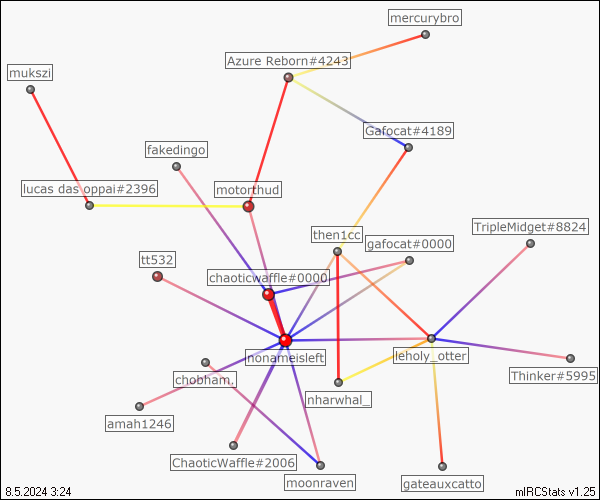 mercurybro
Azure Reborn#4243
mukszi
Gafocat#4189
fakedingo
lucas das oppai#2396
motorthud
TripleMidget#8824
then1cc
gafocat#0000
tt532
chaoticwaffle#0000
nonameisleft
leholy_otter
chobham.
Thinker#5995
nharwhal_
amah1246
ChaoticWaffle#2006
moonraven
gateauxcatto
8.5.2024 3:24
mIRCStats v1.25